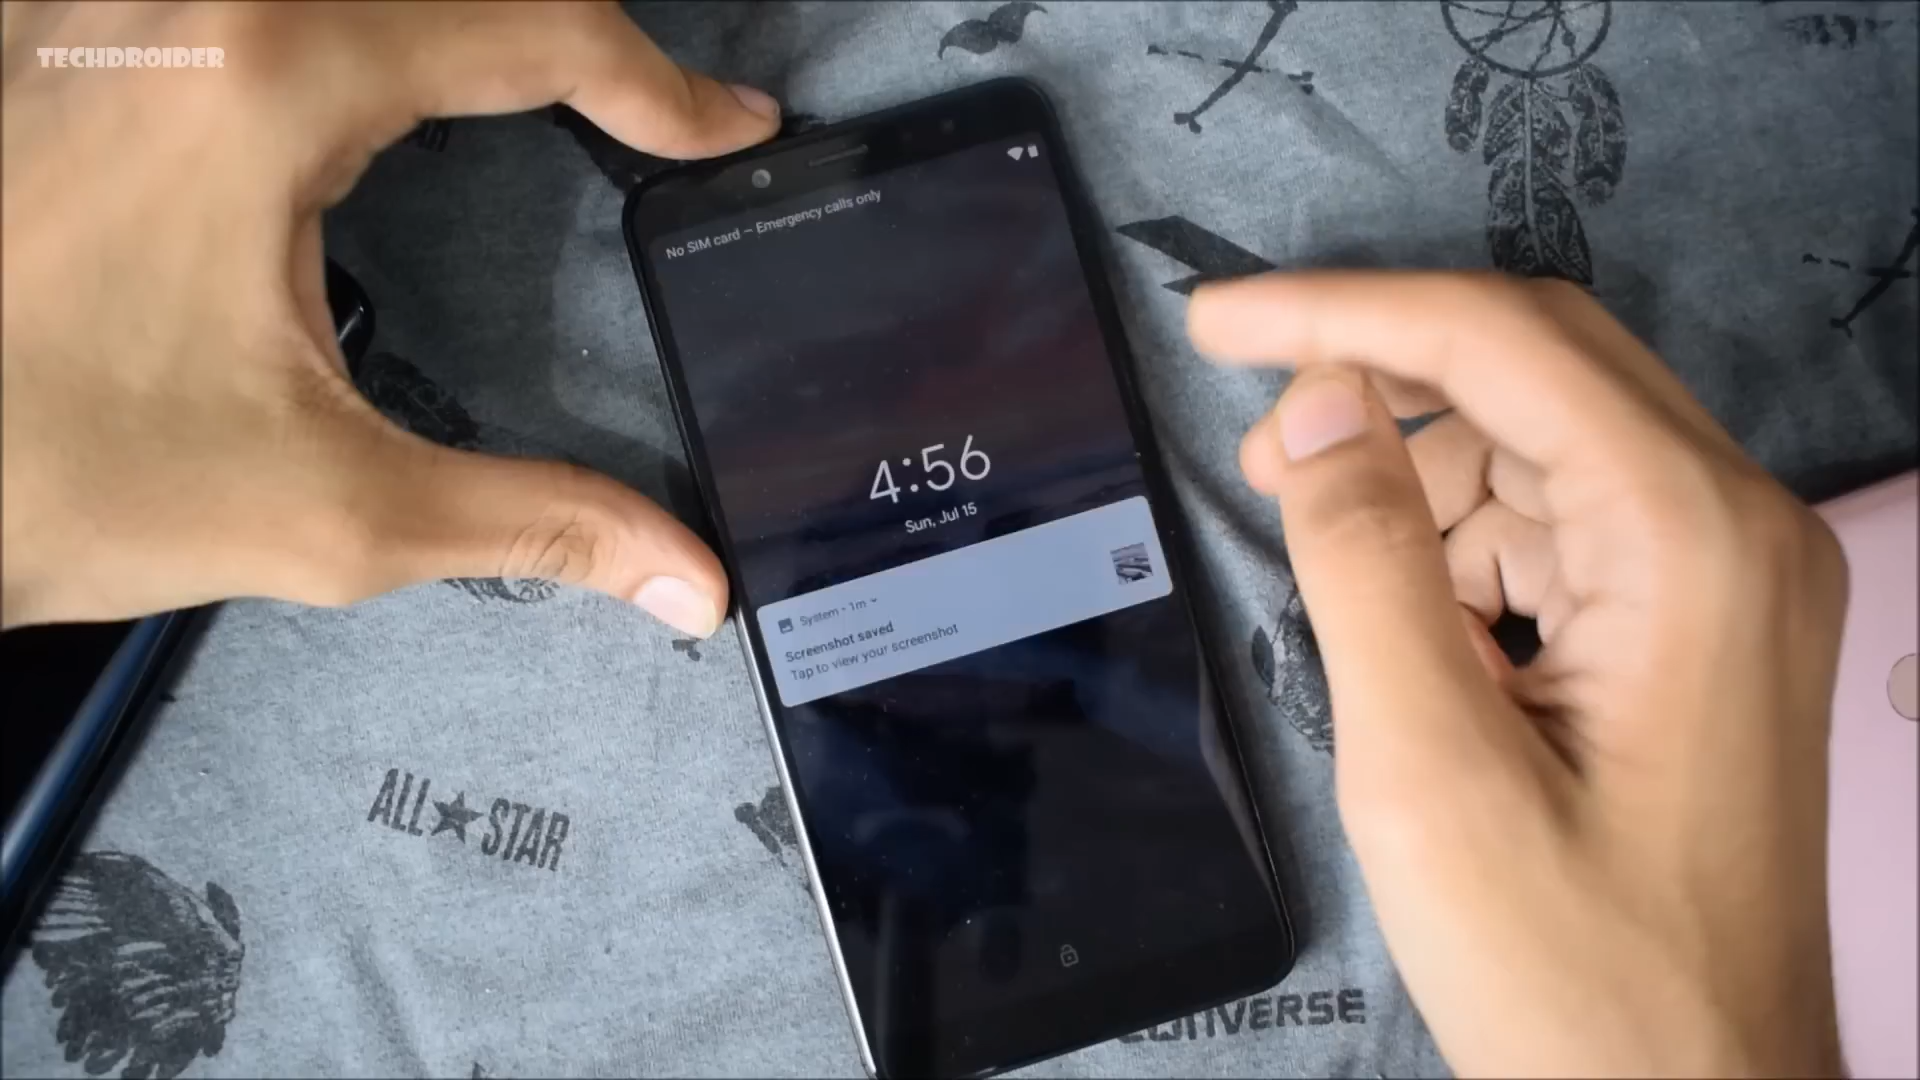 TECHDROIDER
No SIM card – Emergency calls only
4:56
Sun, Jul 15
System • 1m
Screenshot saved
Tap to view your screenshot
ALL★STAR
CONVERSE